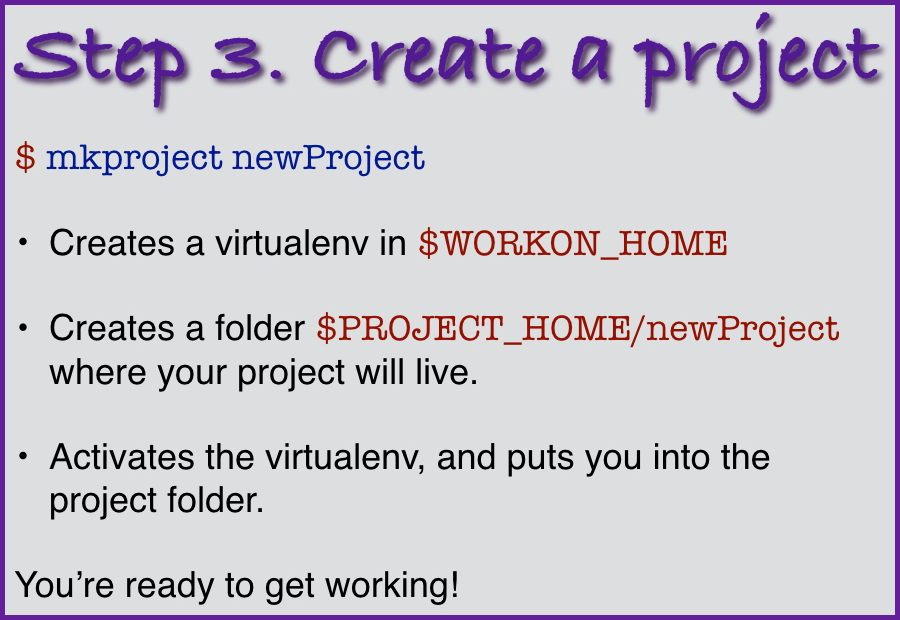 Step 3. Create a project
$ mkproject newProject
• Creates a virtualenv in $WORKON_HOME
• Creates a folder $PROJECT_HOME/newProject
where your project will live.
• Activates the virtualenv, and puts you into the
project folder.
You’re ready to get working!